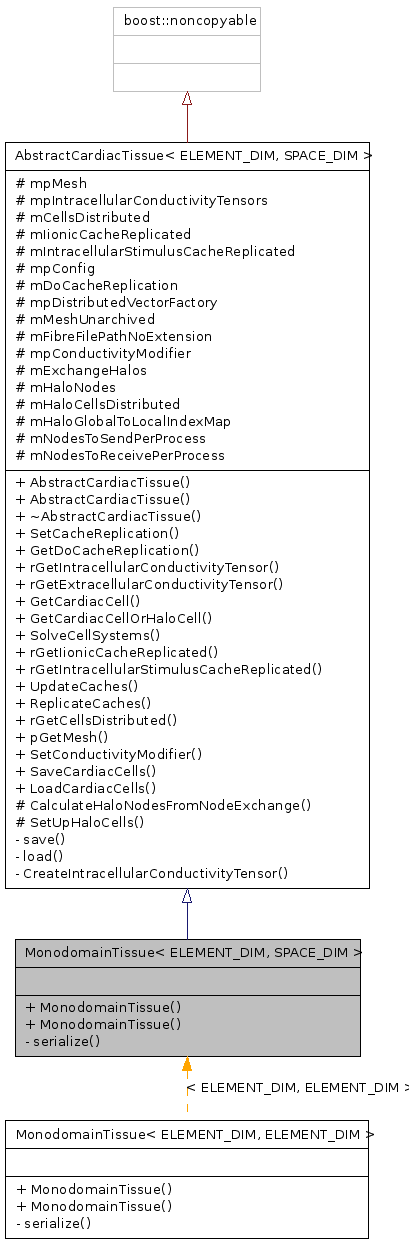 boost::noncopyable
AbstractCardiacTissue< ELEMENT_DIM, SPACE_DIM >
# mpMesh
# mpIntracellularConductivityTensors
# mCellsDistributed
# mIionicCacheReplicated
# mIntracellularStimulusCacheReplicated
# mpConfig
# mDoCacheReplication
# mpDistributedVectorFactory
# mMeshUnarchived
# mFibreFilePathNoExtension
# mpConductivityModifier
# mExchangeHalos
# mHaloNodes
# mHaloCellsDistributed
# mHaloGlobalToLocalIndexMap
# mNodesToSendPerProcess
# mNodesToReceivePerProcess
+ AbstractCardiacTissue()
+ AbstractCardiacTissue()
+ ~AbstractCardiacTissue()
+ SetCacheReplication()
+ GetDoCacheReplication()
+ rGetIntracellularConductivityTensor()
+ rGetExtracellularConductivityTensor()
+ GetCardiacCell()
+ GetCardiacCellOrHaloCell()
+ SolveCellSystems()
+ rGetIionicCacheReplicated()
+ rGetIntracellularStimulusCacheReplicated()
+ UpdateCaches()
+ ReplicateCaches()
+ rGetCellsDistributed()
+ pGetMesh()
+ SetConductivityModifier()
+ SaveCardiacCells()
+ LoadCardiacCells()
# CalculateHaloNodesFromNodeExchange()
# SetUpHaloCells()
- save()
- load()
- CreateIntracellularConductivityTensor()
MonodomainTissue< ELEMENT_DIM, SPACE_DIM >
+ MonodomainTissue()
+ MonodomainTissue()
- serialize()
< ELEMENT_DIM, ELEMENT_DIM >
MonodomainTissue< ELEMENT_DIM, ELEMENT_DIM >
+ MonodomainTissue()
+ MonodomainTissue()
- serialize()